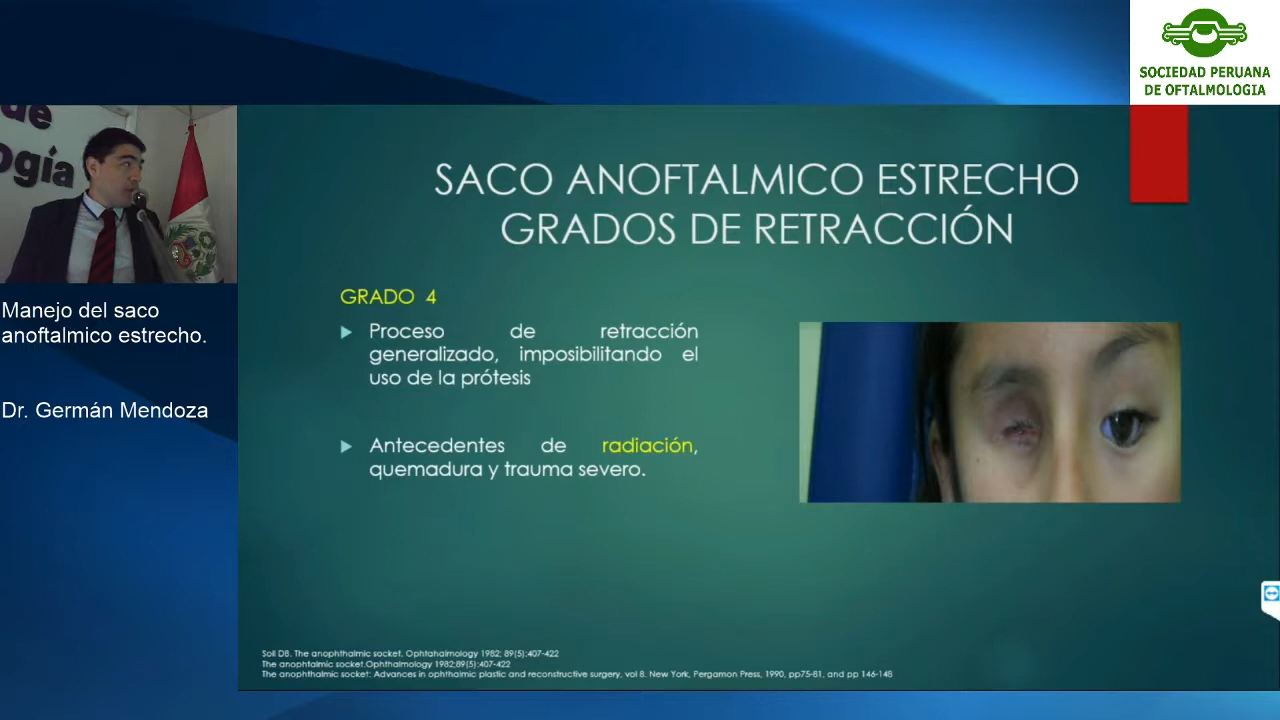 SOCIEDAD PERUANA
DE OFTALMOLOGIA
de
ogía
SACO ANOFTALMICO ESTRECHO
GRADOS DE RETRACCIÓN
Manejo del saco
anoftalmico estrecho.
Dr. Germán Mendoza
GRADO 4
Proceso de retracción
generalizado, imposibilitando el
uso de la prótesis
Antecedentes de radiación,
quemadura y trauma severo.
Soll DB. The anophthalmic socket. Ophtahalmology 1982; 89(5):407-422
The anophtalmic socket.Ophthalmology 1982;89(5):407-422
The anophthalmic socket: Advances in ophthalmic plastic and reconstructive surgery, vol 8. New York, Pergamon Press, 1990, pp75-81, and pp 146-148